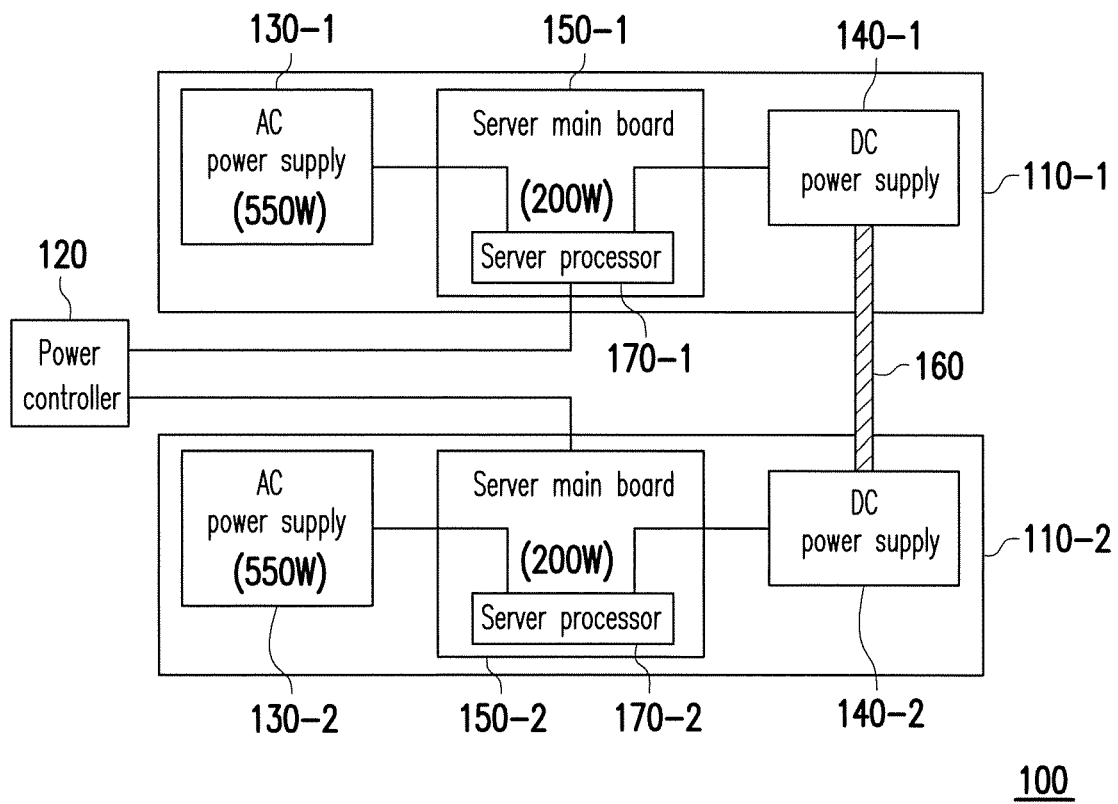 130-1
150-1
140-1
AC
power supply
(550W)
Server main board
(200W)
Server processor
DC
power supply
110-1
120
Power
controller
170-1
160
AC
power supply
(550W)
Server main board
(200W)
Server processor
DC
power supply
110-2
130-2
150-2
170-2
140-2
100